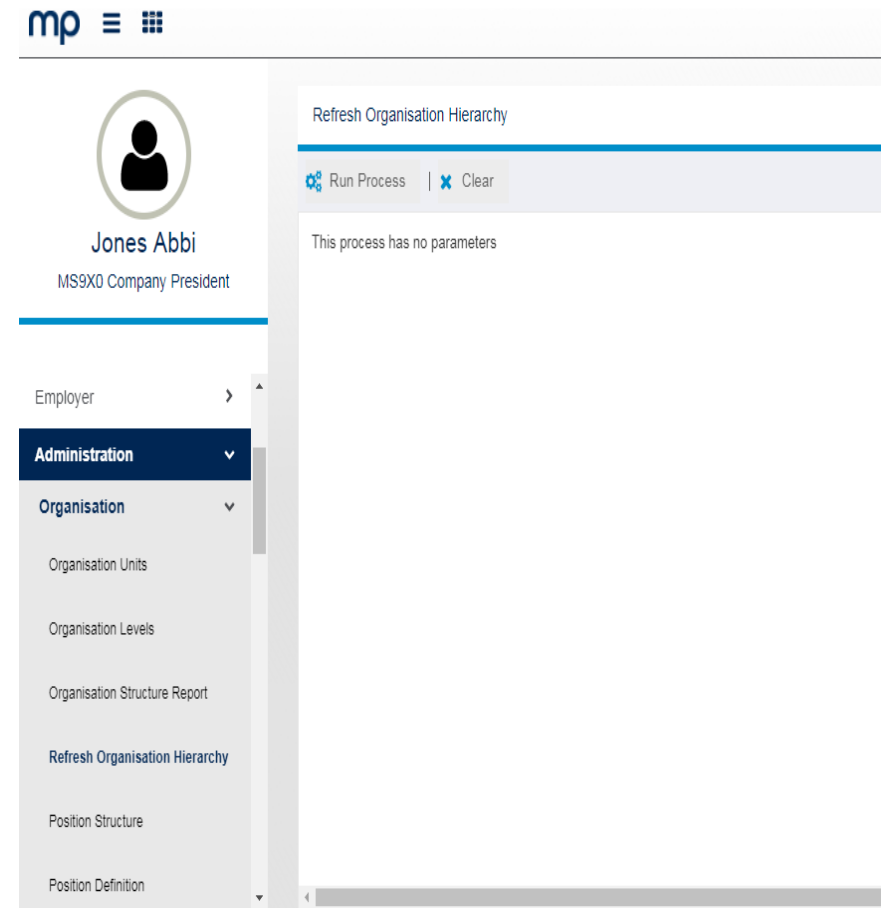 mp
Refresh Organisation Hierarchy
Run Process | Clear
This process has no parameters
Jones Abbi
MS9X0 Company President
Employer
Administration
Organisation
Organisation Units
Organisation Levels
Organisation Structure Report
Refresh Organisation Hierarchy
Position Structure
Position Definition